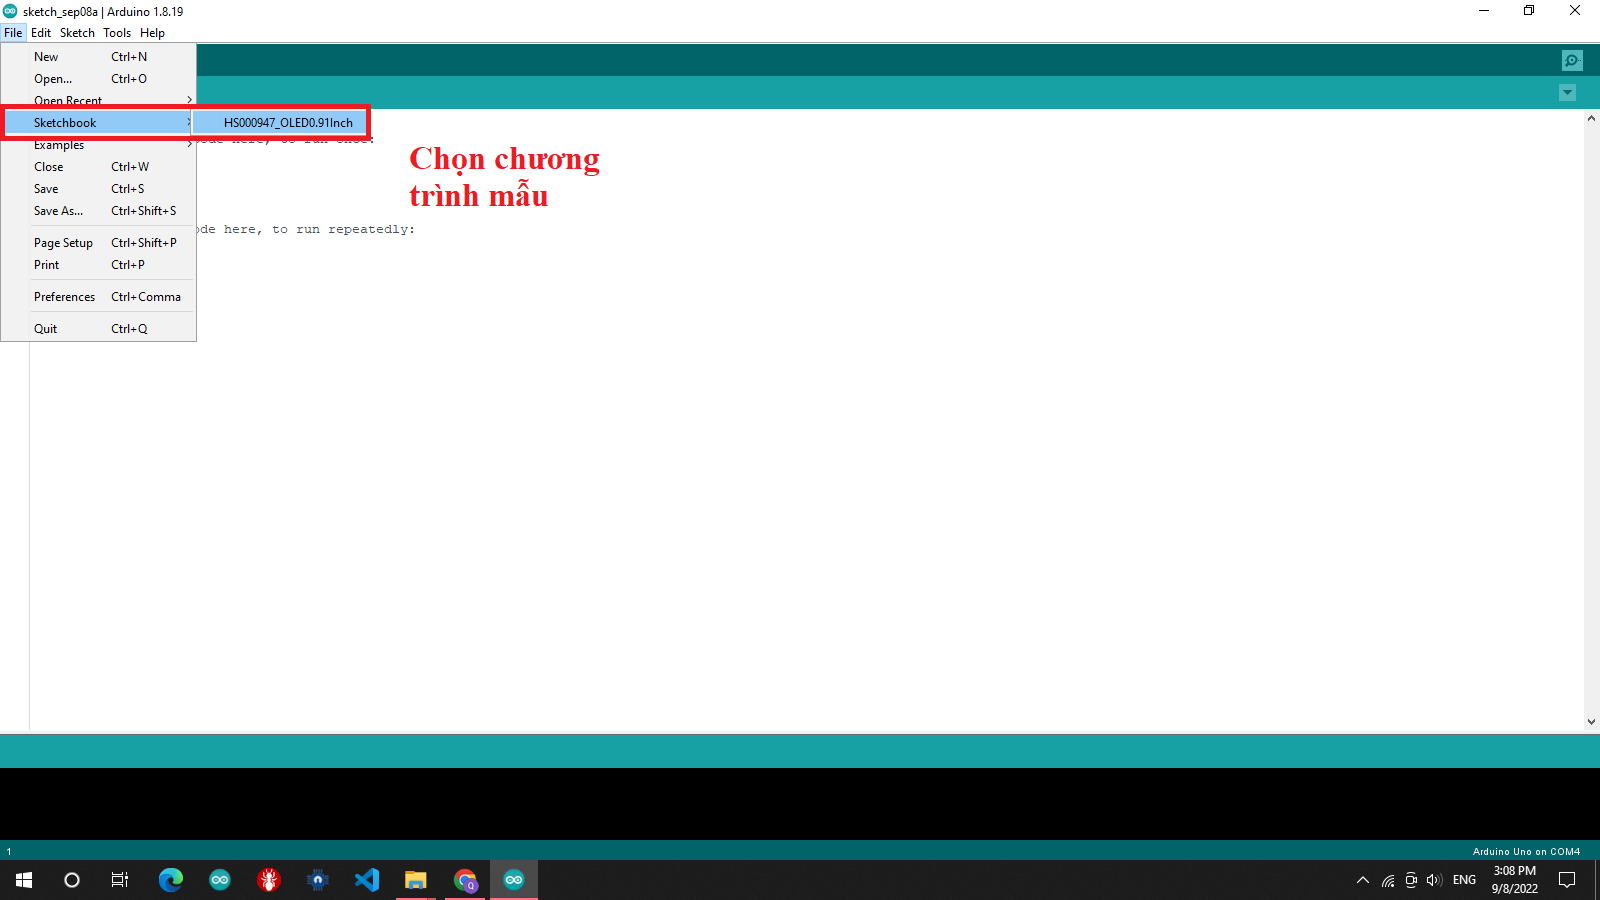 sketch_sep08a | Arduino 1.8.19
File Edit Sketch Tools Help
New Ctrl+N
Open... Ctrl+O
Open Recent
Sketchbook
HS000947_OLED0.91Inch
Examples
Close Ctrl+W
Save Ctrl+S
Save As... Ctrl+Shift+S
Page Setup Ctrl+Shift+P
Print Ctrl+P
Preferences Ctrl+Comma
Quit Ctrl+Q
code here, to run once:
Chọn chương
trình mẫu
ode here, to run repeatedly:
1
Arduino Uno on COM4
ENG
3:08 PM
9/8/2022